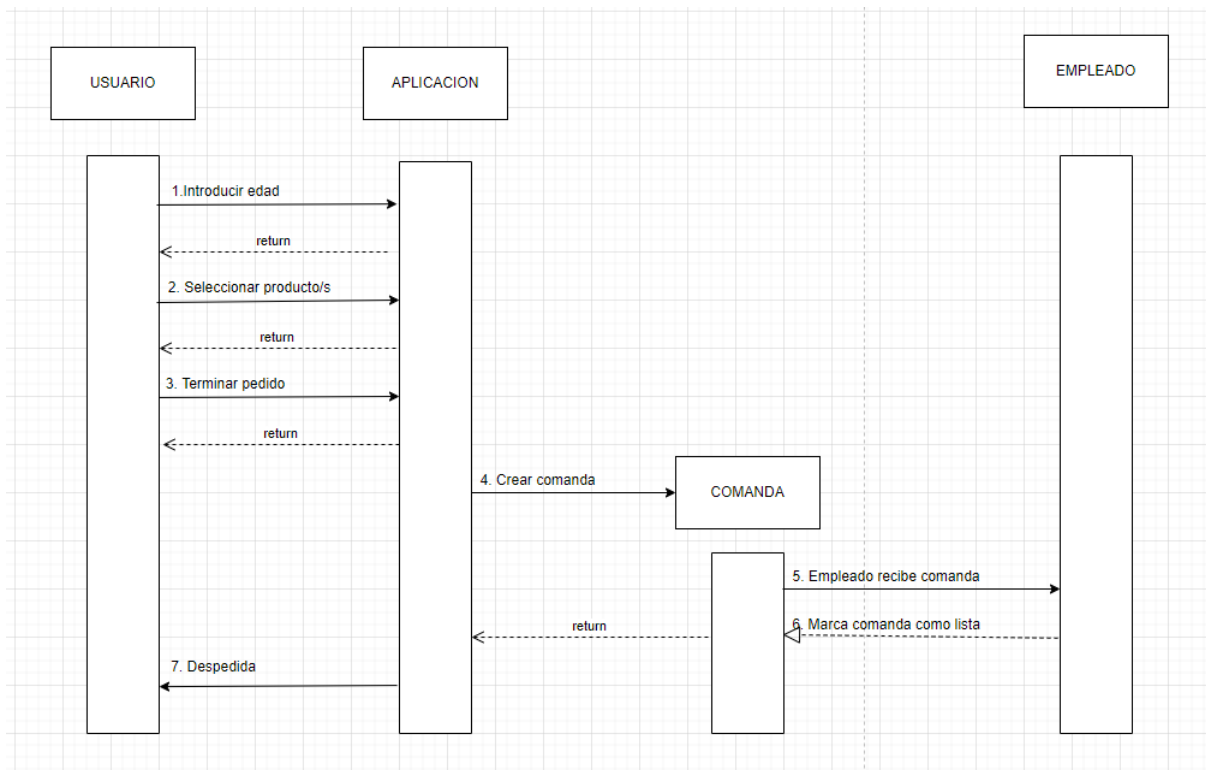 USUARIO
APLICACION
EMPLEADO
1.Introducir edad
return
2. Seleccionar producto/s
return
3. Terminar pedido
return
4. Crear comanda
COMANDA
5. Empleado recibe comanda
6. Marca comanda como lista
return
7. Despedida